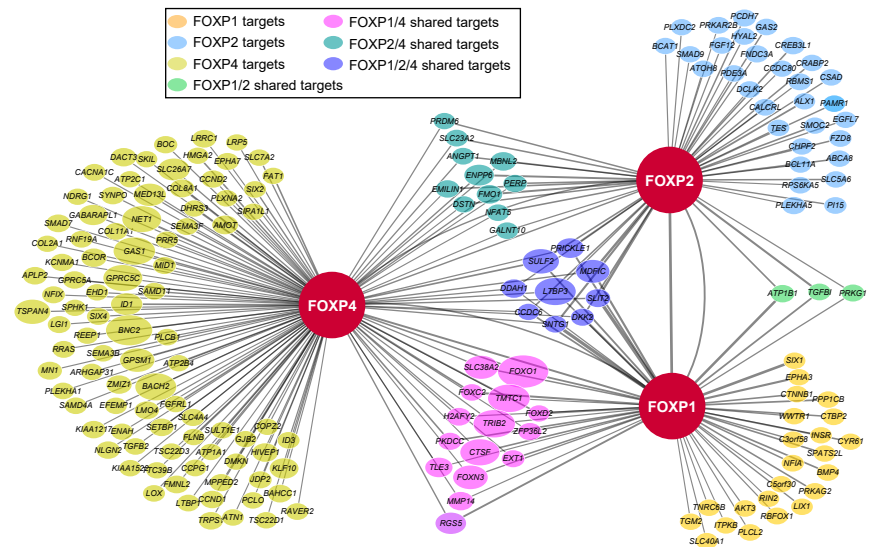 FOXP1 targets
FOXP2 targets
FOXP4 targets
FOXP1/2 shared targets
FOXP1/4 shared targets
FOXP2/4 shared targets
FOXP1/2/4 shared targets
PCDH7
PRKAR2B
GAS2
PLXDC2
HYAL2
FGF12
CREB3L1
BCAT1
SMAD9
FNDC3A
CCDC80
CRABP2
ATOH8
PDE3A
RBMS1
CSAD
DCLK2
CALCRL
ALX1
PAMR1
EGFL7
TES
SMOC2
FZD8
CHPF2
ABCA8
BCL11A
SLC5A6
RPS6KA5
PLEKHA5
PI15
FOXP2
PRDM6
SLC23A2
ANGPT1
MBNL2
ENPP6
PERP
EMILIN1
FMO1
DSTN
NFAT5
GALNT10
PRICKLE1
SULF2
MDFIC
DDAH1
LTBP3
SLIT2
CCDC6
DKK2
SNTG1
ATP1B1
TGFBI
PRKG1
LRRC1
LRP5
BOC
HMGA2
SLC7A2
DACT3
SKIL
EPHA7
FAT1
CACNA1C
SLC26A7
CCND2
ATP2C1
COL8A1
SIX2
NDRG1
SYNPO
MED13L
PLXNA2
SIPA1L1
GABARAPL1
NET1
DHRS3
SMAD7
SEMA3F
AMOT
COL11A1
COL2A1
RNF19A
PRR5
GAS1
KCNMA1
BCOR
MID1
APLP2
GPRC5A
GPRC5C
NFIX
EHD1
SAMD11
TSPAN4
SPHK1
ID1
SIX4
LGI1
BNC2
REEP1
PLCB1
RRAS
SEMA3B
MN1
GPSM1
ATP2B4
ARHGAP31
ZMIZ1
PLEKHA1
BACH2
EFEMP1
FGFRL1
SAMD4A
LMO4
SLC4A4
KIAA1217
ENAH
SETBP1
SULT1E1
COPZ2
NLGN2
TGFB2
FLNB
GJB2
ID3
TSC22D3
ATP1A1
HIVEP1
KIAA1522
TTC39B
CCPG1
DMKN
KLF10
FMNL2
MPPED2
JDP2
LOX
LTBP1
CCND1
PCLO
BAHCC1
TRPS1
ATN1
TSC22D1
RAVER2
FOXP4
SLC38A2
FOXO1
FOXC2
TMTC1
H2AFY2
FOXD2
TRIB2
ZFP36L2
PKDCC
CTSF
EXT1
TLE3
FOXN3
MMP14
RGS5
FOXP1
SIX1
EPHA3
CTNNB1
PPP1CB
WWTR1
CTBP2
INSR
C3orf58
CYR61
SPATS2L
NFIA
BMP4
C5orf30
PRKAG2
RIN2
LIX1
TNRC6B
AKT3
RBFOX1
TGM2
ITPKB
PLCL2
SLC40A1